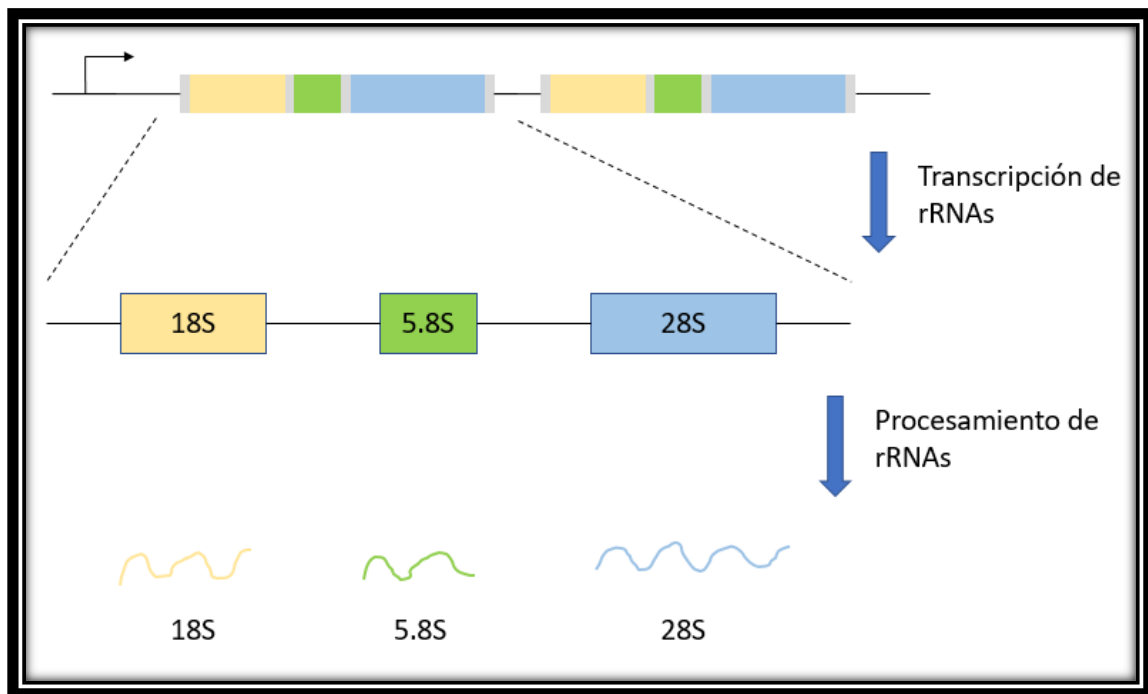 Transcripción de
rRNAs
18S
5.8S
28S
Procesamiento de
rRNAs
18S
5.8S
28S